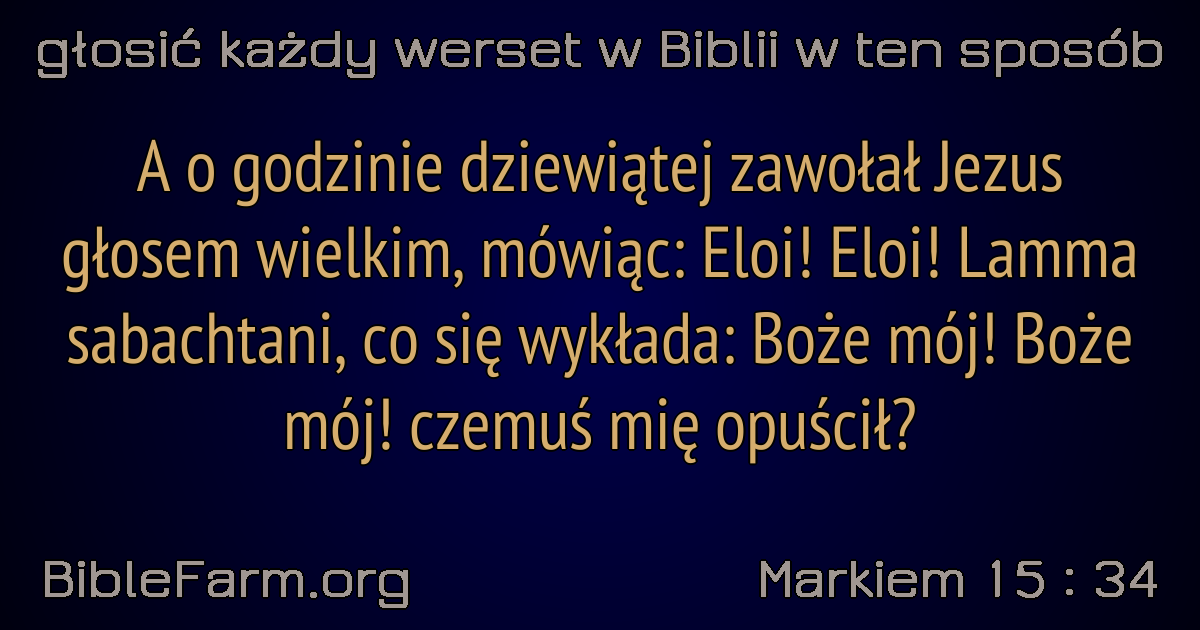 głosić każdy werset w Biblii w ten sposób
A o godzinie dziewiątej zawołał Jezus
głosem wielkim, mówiąc: Eloi! Eloi! Lamma
sabachtani, co się wykłada: Boże mój! Boże
mój! czemuś mię opuścił?
BibleFarm.org
Markiem 15 : 34